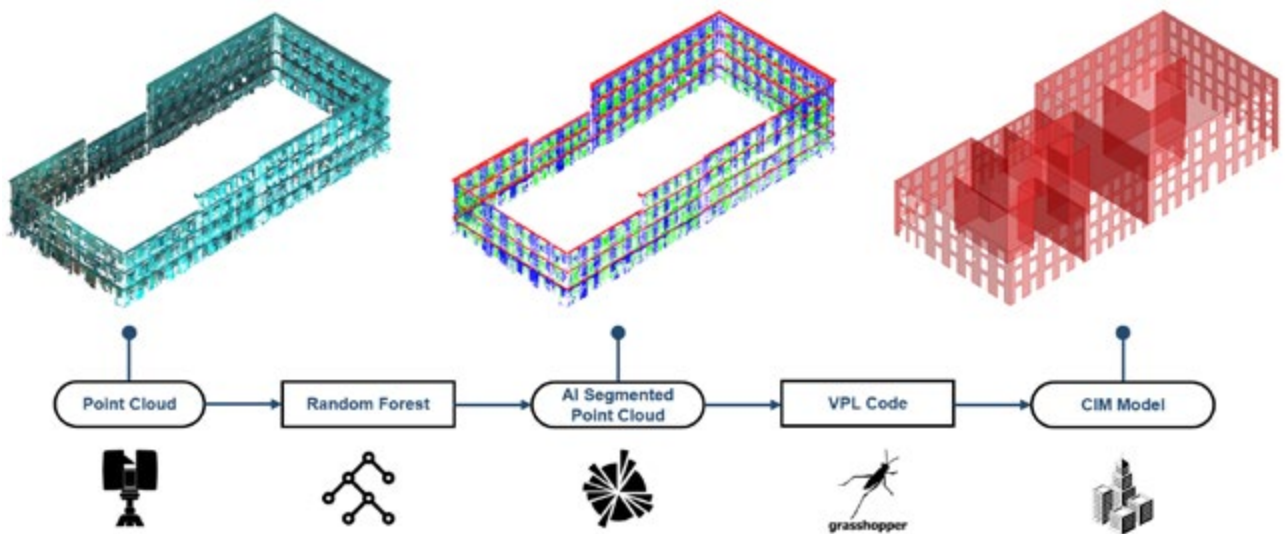 Point Cloud
Random Forest
AI Segmented
Point Cloud
VPL Code
CIM Model
grasshopper